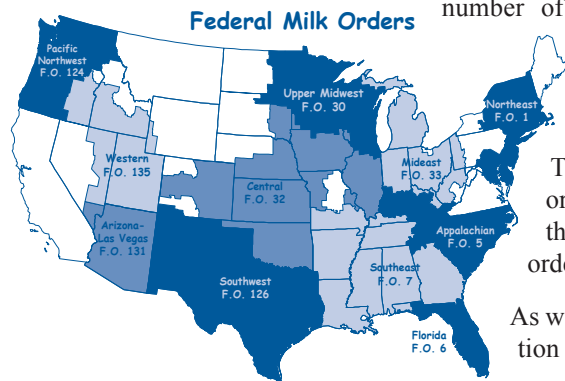 number of
Federal Milk Orders
Pacific
Northwest
F.O. 124
Upper Midwest
F.O. 30
Northeast
F.O. 1
Western
F.O. 135
Mideast
F.O. 33
Central
F.O. 32
Arizona-
Las Vegas
F.O. 131
Appalachian
F.O. 5
Southwest
F.O. 126
Southeast
F.O. 7
Florida
F.O. 6
T
or
th
orde
As w
tion